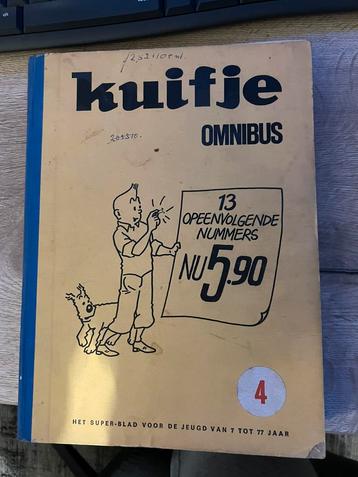 kuifje
OMNIBUS
13
OPEENVOLGENDE
NUMMERS
NU 5.90
4
HET SUPER-BLAD VOOR DE JEUGD VAN 7 TOT 77 JAAR